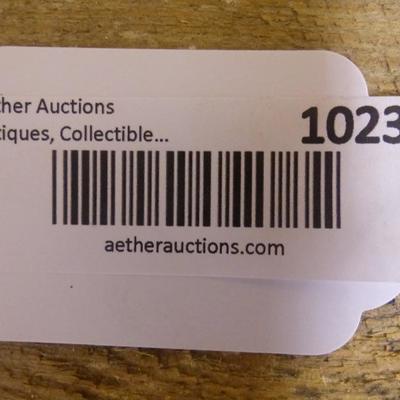 ther Auctions
tiques, Collectible...
1023
aetherauctions.com